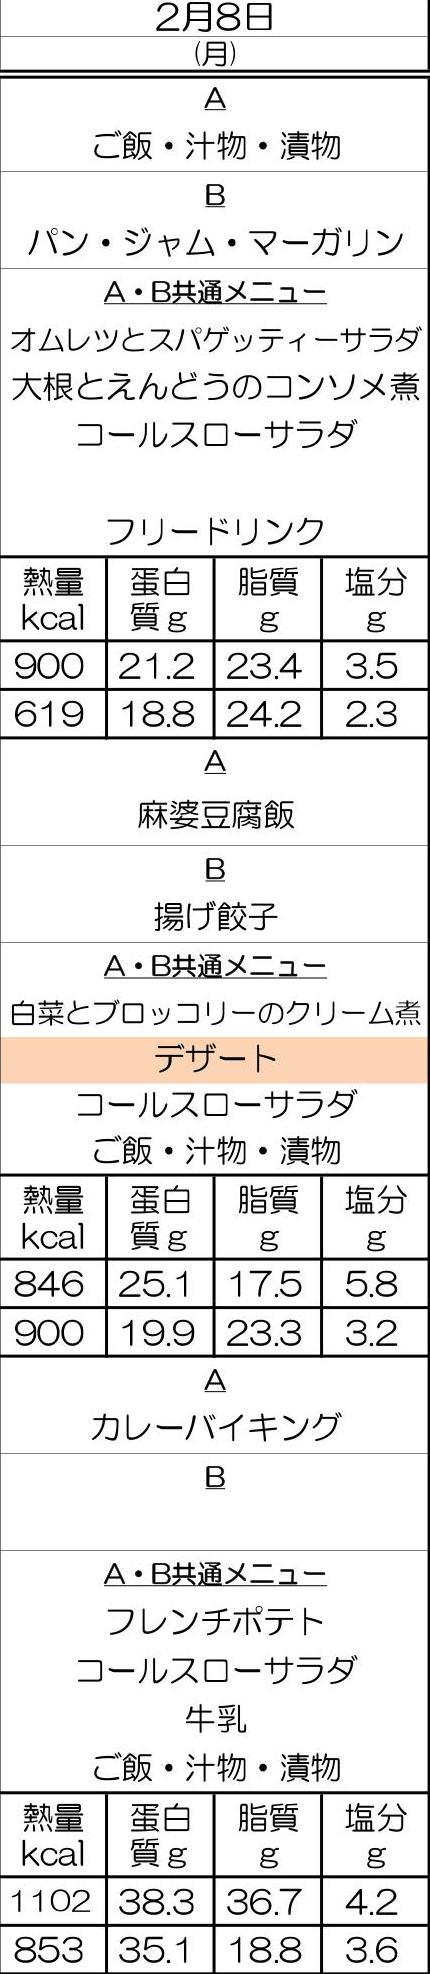 2月8日
(月)
A
ご飯・汁物・漬物
B
パン・ジャム・マーガリン
A・B共通メニュー
オムレツとスパゲッティーサラダ
大根とえんどうのコンソメ煮
コールスローサラダ
フリードリンク
熱量 蛋白 脂質 塩分
kcal 質g g g
900 21.2 23.4 3.5
619 18.8 24.2 2.3
A
麻婆豆腐飯
B
揚げ餃子
A・B共通メニュー
白菜とブロッコリーのクリーム煮
デザート
コールスローサラダ
ご飯・汁物・漬物
熱量 蛋白 脂質 塩分
kcal 質g g g
846 25.1 17.5 5.8
900 19.9 23.3 3.2
A
カレーバイキング
B
A・B共通メニュー
フレンチポテト
コールスローサラダ
牛乳
ご飯・汁物・漬物
熱量 蛋白 脂質 塩分
kcal 質g g g
1102 38.3 36.7 4.2
853 35.1 18.8 3.6